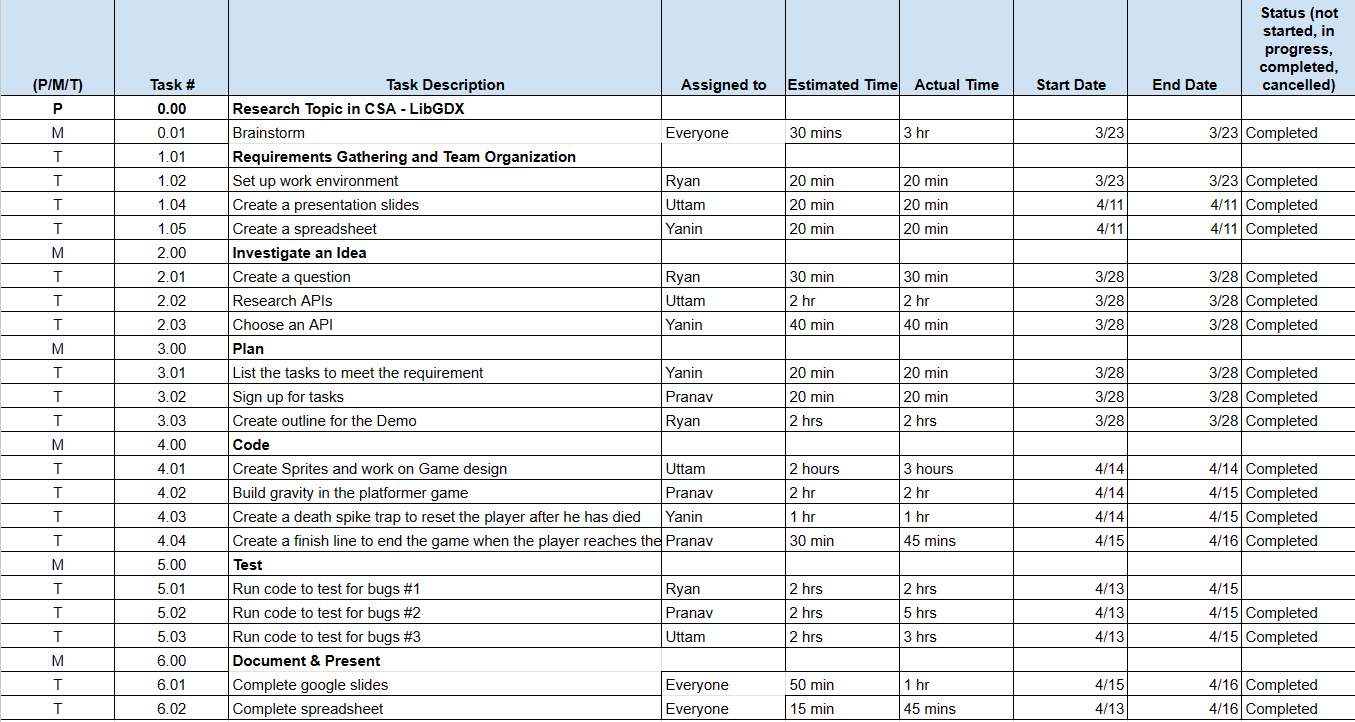 (P/M/T) Task # Task Description Assigned to Estimated Time Actual Time Start Date End Date Status (not started, in progress, completed, cancelled)
P 0.00 Research Topic in CSA - LibGDX
M 0.01 Brainstorm Everyone 30 mins 3 hr 3/23 3/23 Completed
T 1.01 Requirements Gathering and Team Organization
T 1.02 Set up work environment Ryan 20 min 20 min 3/23 3/23 Completed
T 1.04 Create a presentation slides Uttam 20 min 20 min 4/11 4/11 Completed
T 1.05 Create a spreadsheet Yanin 20 min 20 min 4/11 4/11 Completed
M 2.00 Investigate an Idea
T 2.01 Create a question Ryan 30 min 30 min 3/28 3/28 Completed
T 2.02 Research APIs Uttam 2 hr 2 hr 3/28 3/28 Completed
T 2.03 Choose an API Yanin 40 min 40 min 3/28 3/28 Completed
M 3.00 Plan
T 3.01 List the tasks to meet the requirement Yanin 20 min 20 min 3/28 3/28 Completed
T 3.02 Sign up for tasks Pranav 20 min 20 min 3/28 3/28 Completed
T 3.03 Create outline for the Demo Ryan 2 hrs 2 hrs 3/28 3/28 Completed
M 4.00 Code
T 4.01 Create Sprites and work on Game design Uttam 2 hours 3 hours 4/14 4/14 Completed
T 4.02 Build gravity in the platformer game Pranav 2 hr 2 hr 4/14 4/15 Completed
T 4.03 Create a death spike trap to reset the player after he has died Yanin 1 hr 1 hr 4/14 4/15 Completed
T 4.04 Create a finish line to end the game when the player reaches the Pranav 30 min 45 mins 4/15 4/16 Completed
M 5.00 Test
T 5.01 Run code to test for bugs #1 Ryan 2 hrs 2 hrs 4/13 4/15
T 5.02 Run code to test for bugs #2 Pranav 2 hrs 5 hrs 4/13 4/15 Completed
T 5.03 Run code to test for bugs #3 Uttam 2 hrs 3 hrs 4/13 4/15 Completed
M 6.00 Document & Present
T 6.01 Complete google slides Everyone 50 min 1 hr 4/15 4/16 Completed
T 6.02 Complete spreadsheet Everyone 15 min 45 mins 4/13 4/16 Completed